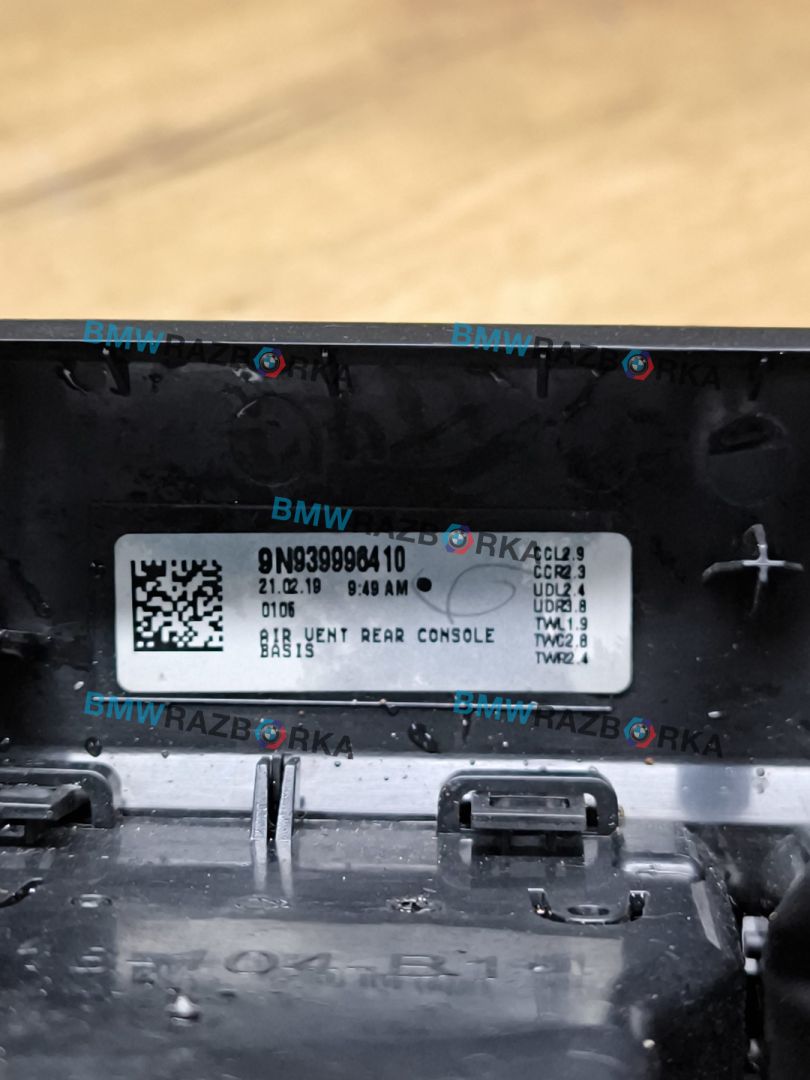 BMWRAZBORKA
BMWRAZBORKA
BMWRAZBORKA
9N939996410
21.02.19 9:49 AM
0106
AIR VENT REAR CONSOLE
BASIS
CCL2.9
CCR2.3
UDL2.4
UDR3.8
TWL1.9
TWC2.8
TWR2.4
BMWRAZBORKA
BMWRAZBORKA